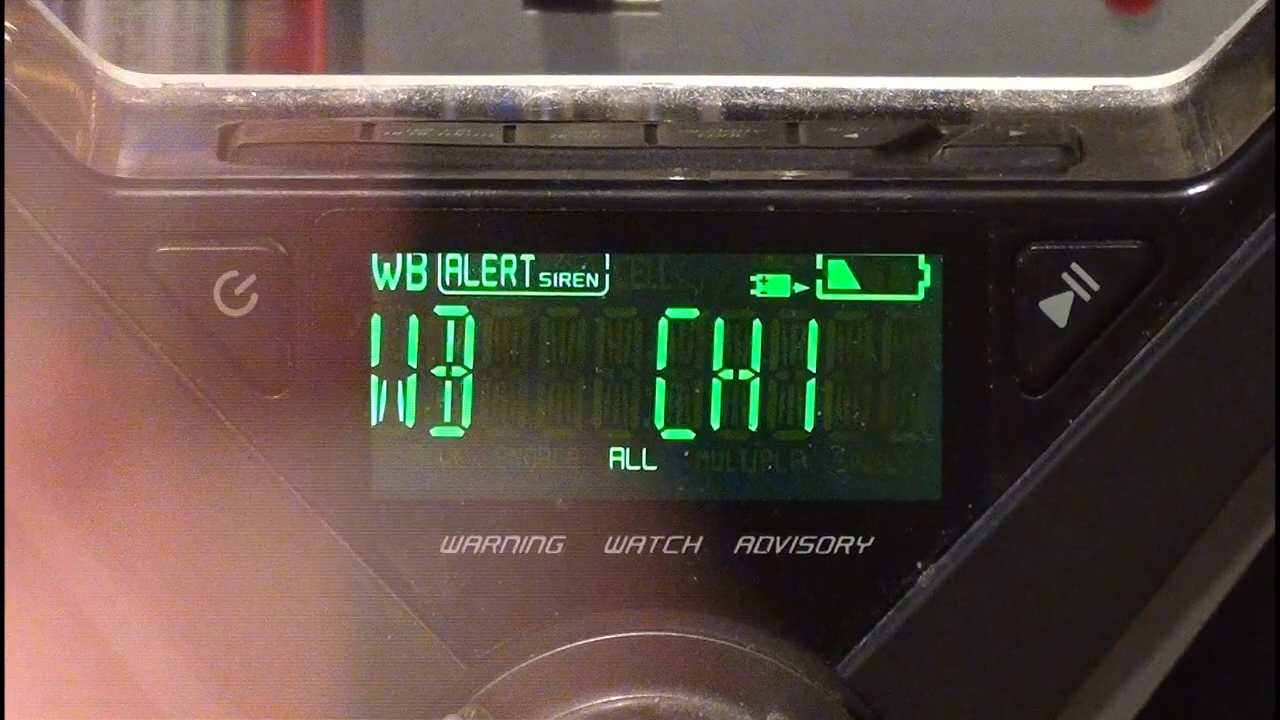 WB ALERT SIREN
WB CH1
ALL
WARNING WATCH ADVISORY